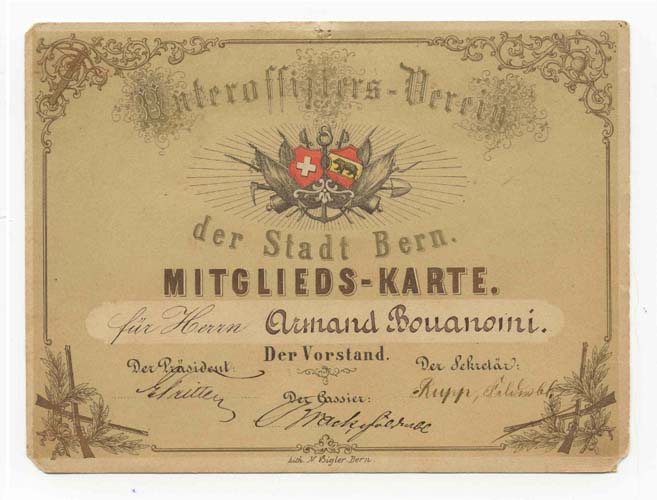 Unteroffiziers-Verein
der Stadt Bern.
MITGLIEDS-KARTE.
für Herrn Armand Bouanomi.
Der Vorstand.
Der Präsident:
Der Sekretär:
Rupp,
Der Cassier:
Lith. N. Bigler Bern.